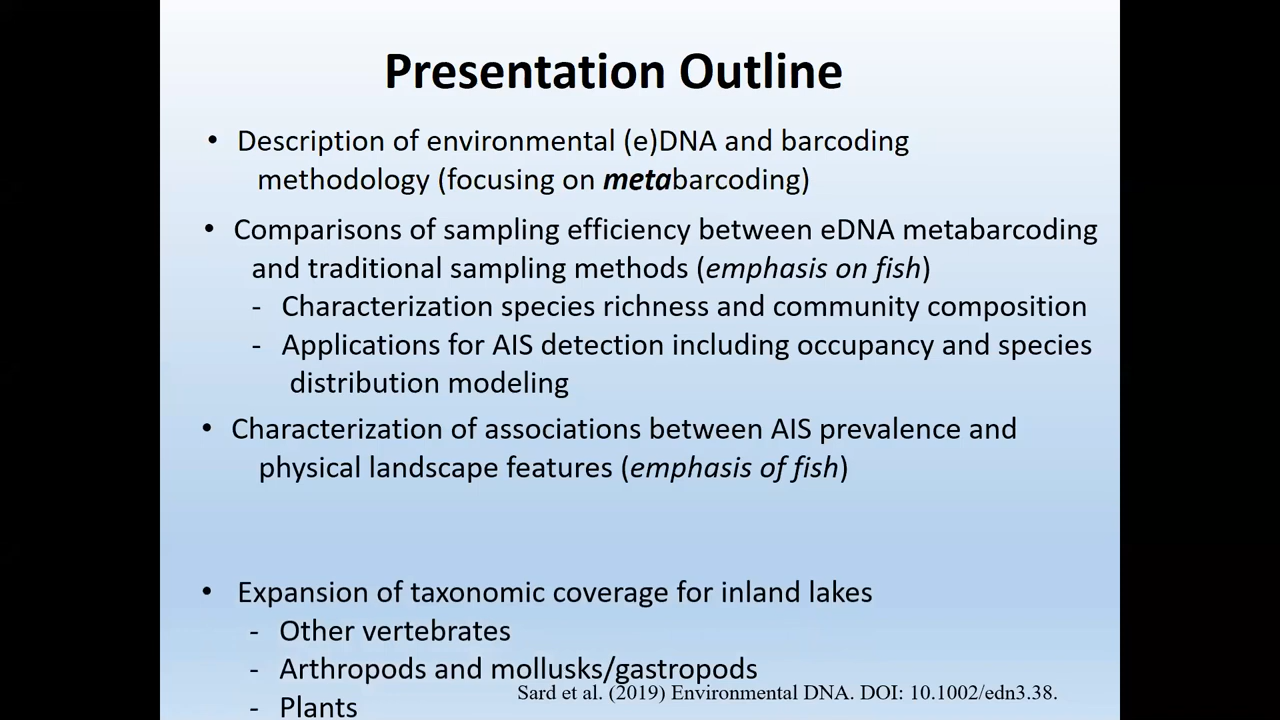 Presentation Outline
• Description of environmental (e)DNA and barcoding
methodology (focusing on metabarcoding)
• Comparisons of sampling efficiency between eDNA metabarcoding
and traditional sampling methods (emphasis on fish)
- Characterization species richness and community composition
- Applications for AIS detection including occupancy and species
distribution modeling
• Characterization of associations between AIS prevalence and
physical landscape features (emphasis of fish)
• Expansion of taxonomic coverage for inland lakes
- Other vertebrates
- Arthropods and mollusks/gastropods
Sard et al. (2019) Environmental DNA. DOI: 10.1002/edn3.38.
- Plants